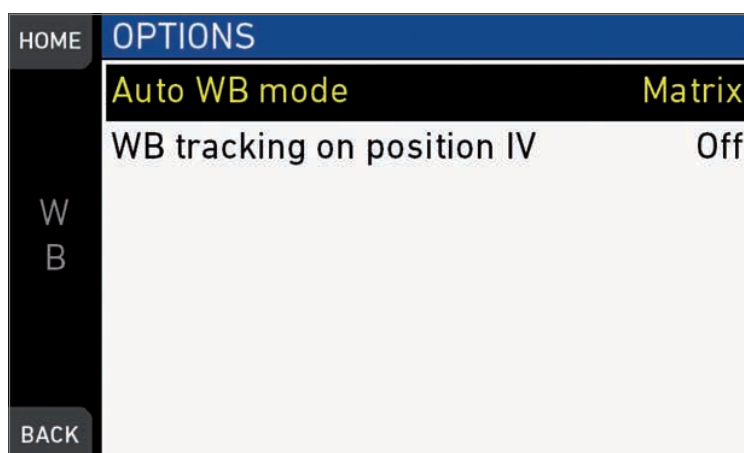 HOME
OPTIONS
Auto WB mode Matrix
WB tracking on position IV Off
W
B
BACK